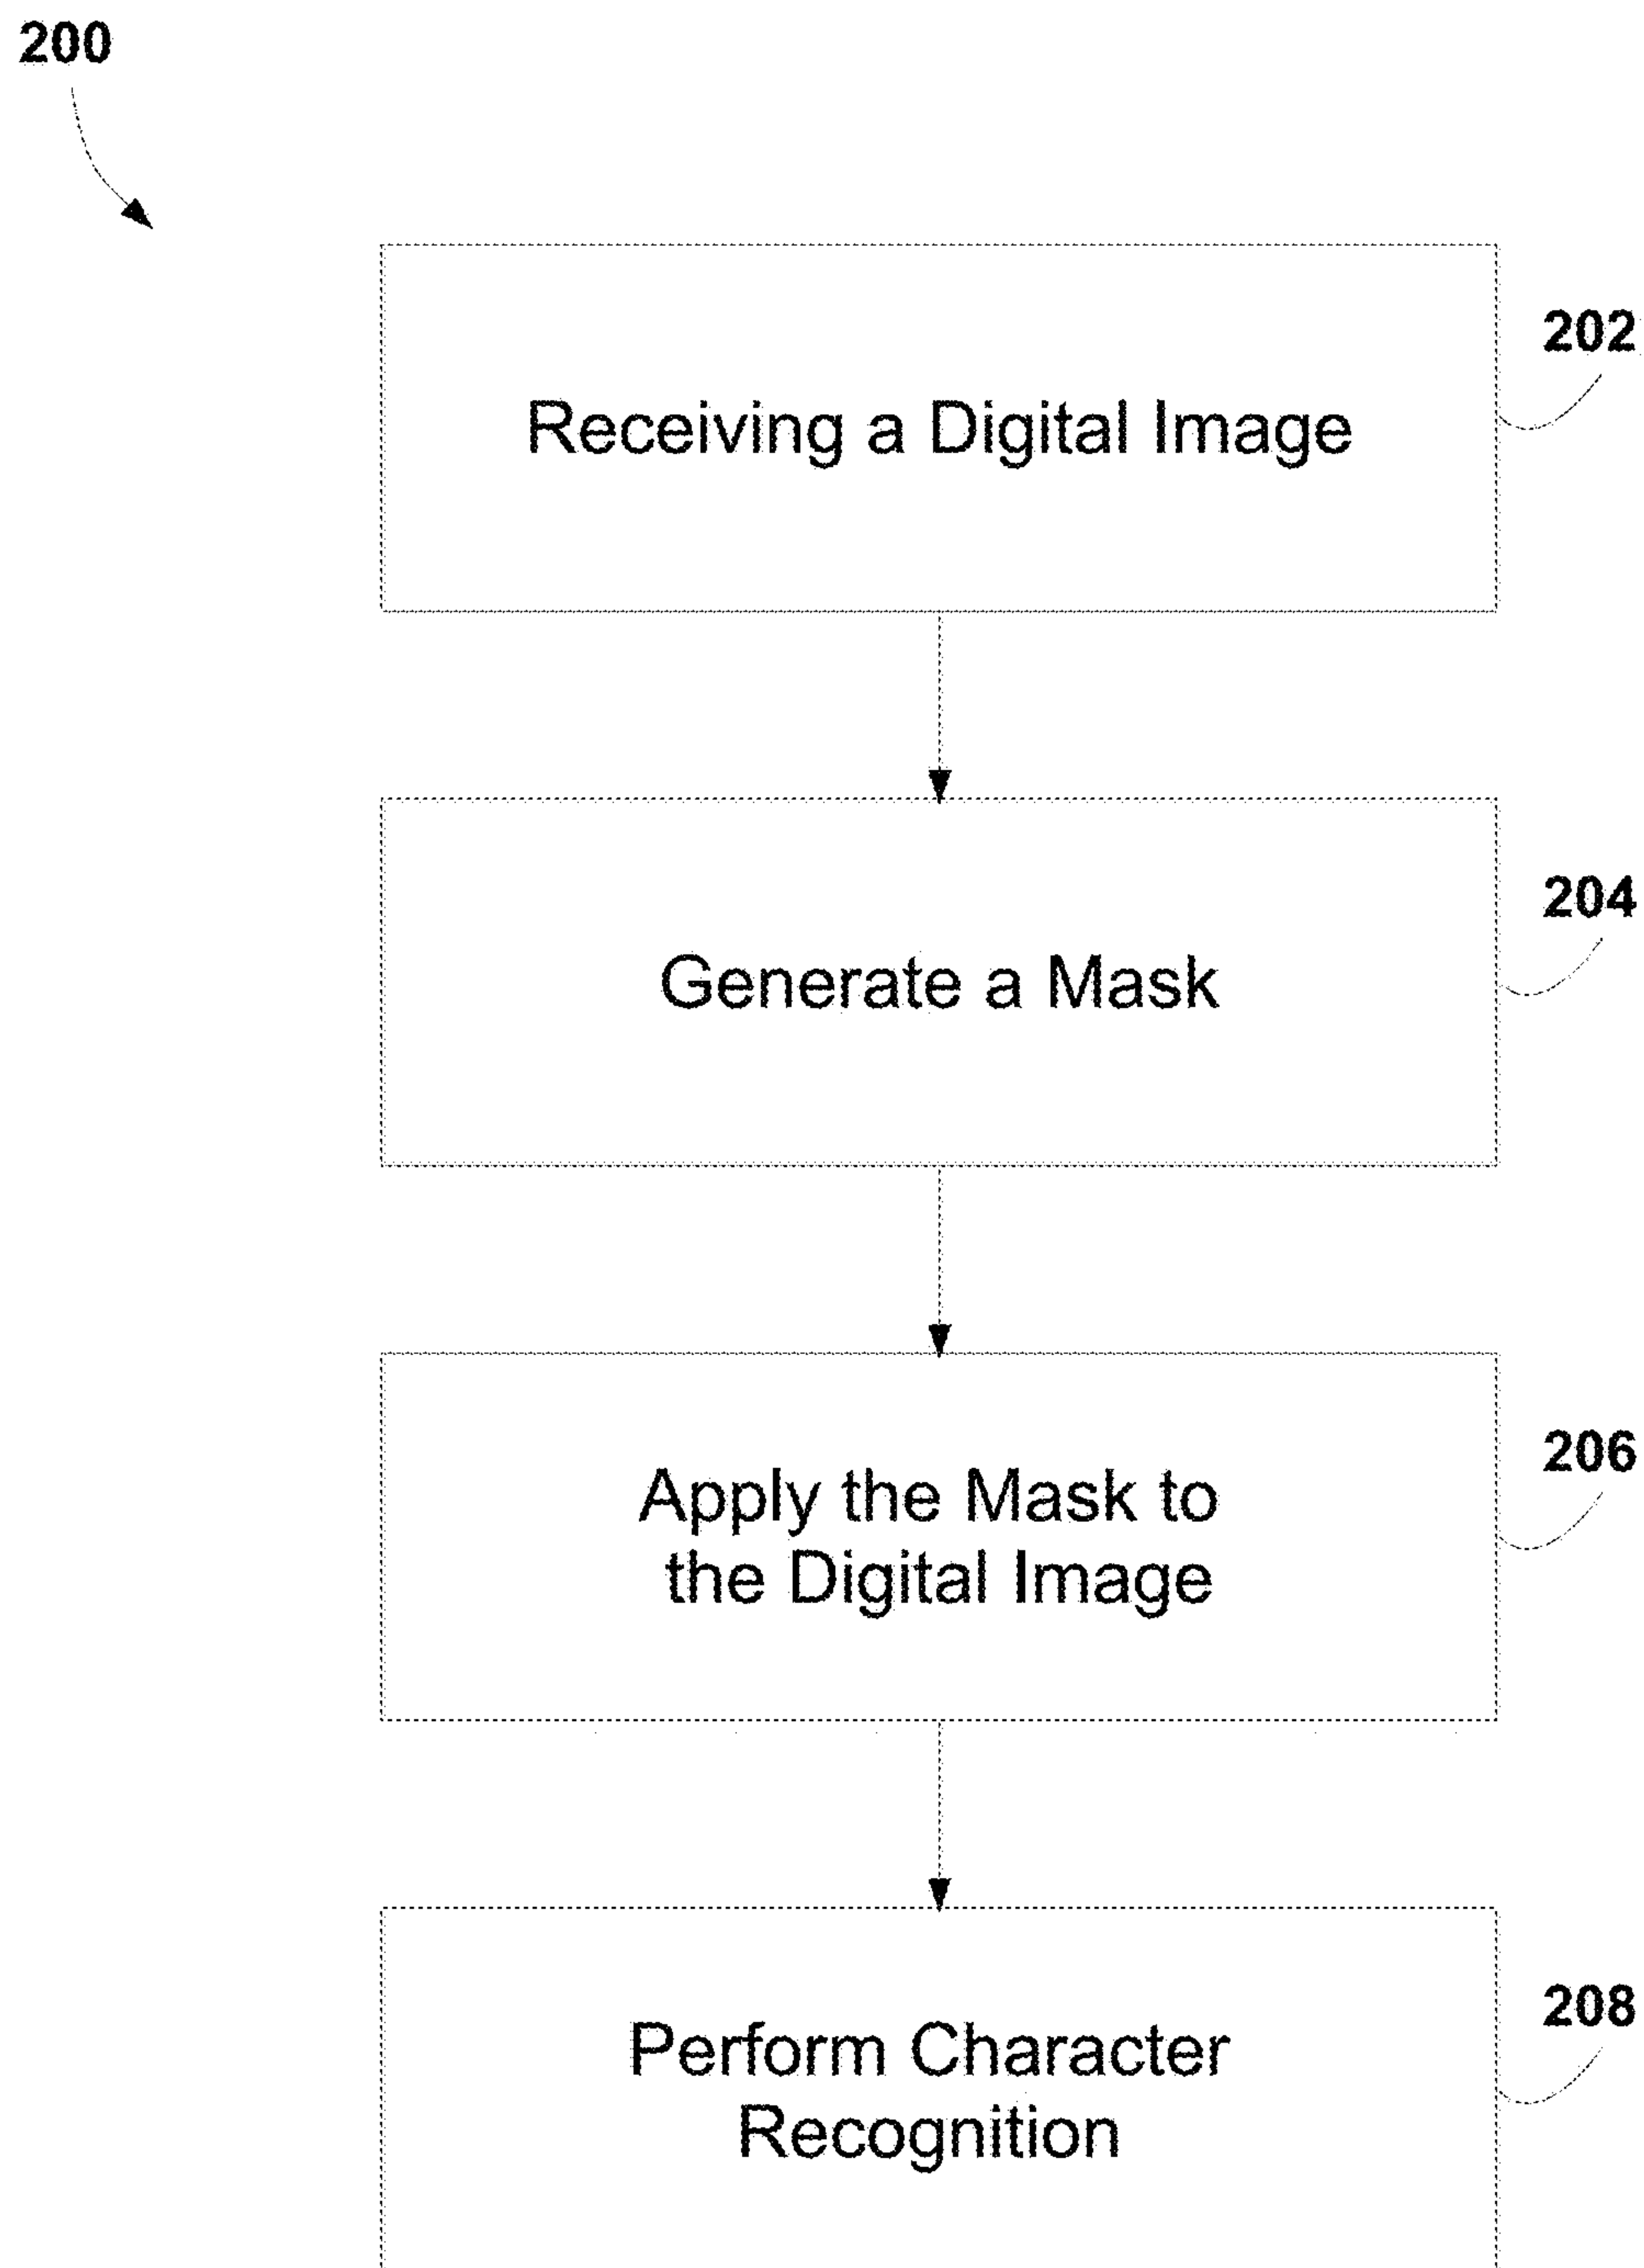 200
202
Receiving a Digital Image
204
Generate a Mask
206
Apply the Mask to
the Digital Image
208
Perform Character
Recognition